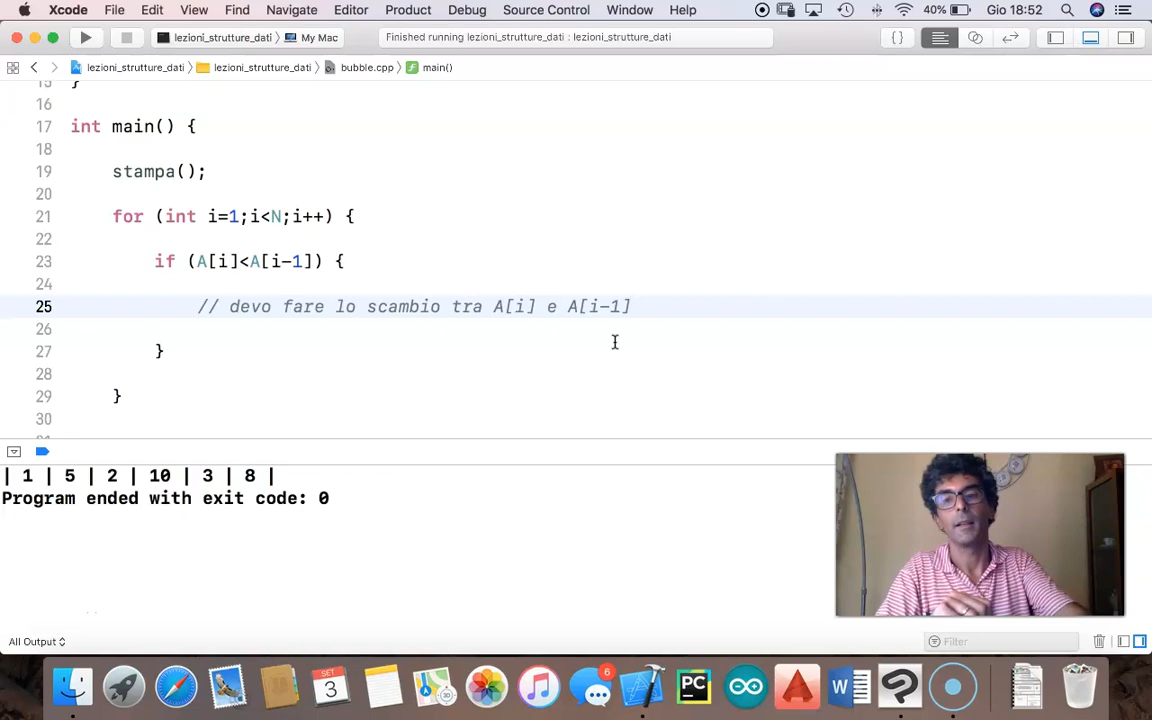 Xcode File Edit View Find Navigate Editor Product Debug Source Control Window Help 40% Gio 18:52
lezioni_strutture_dati My Mac Finished running lezioni_strutture_dati : lezioni_strutture_dati { }
lezioni_strutture_dati lezioni_strutture_dati bubble.cpp f main()
15 }
16
17 int main() {
18
19 stampa();
20
21 for (int i=1;i<N;i++) {
22
23 if (A[i]<A[i-1]) {
24
25 // devo fare lo scambio tra A[i] e A[i-1]
26
27 }
28
29 }
30
| 1 | 5 | 2 | 10 | 3 | 8 |
Program ended with exit code: 0
All Output Filter
SET 6
3 PC W